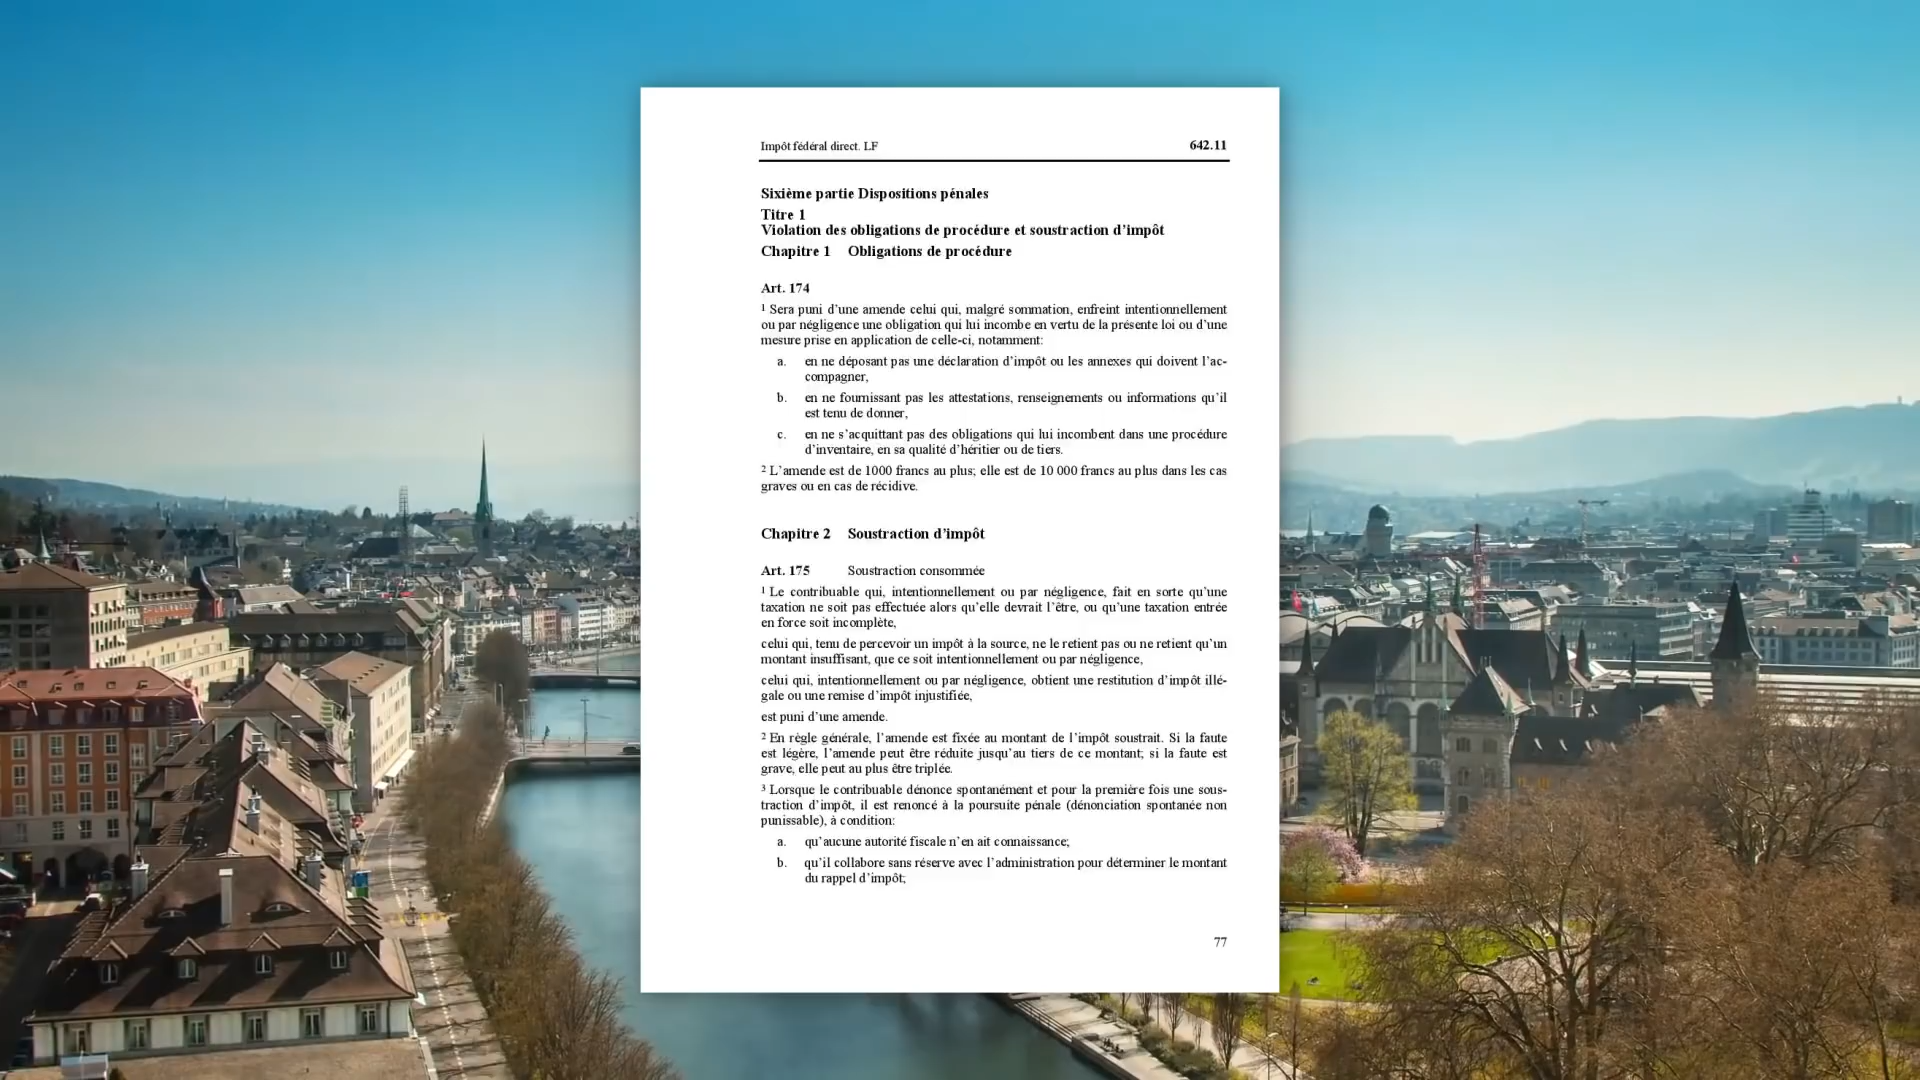 Impôt fédéral direct. LF 642.11
Sixième partie Dispositions pénales
Titre 1
Violation des obligations de procédure et soustraction d’impôt
Chapitre 1 Obligations de procédure
Art. 174
1 Sera puni d’une amende celui qui, malgré sommation, enfreint intentionnellement
ou par négligence une obligation qui lui incombe en vertu de la présente loi ou d’une
mesure prise en application de celle-ci, notamment:
a. en ne déposant pas une déclaration d’impôt ou les annexes qui doivent l’ac-
compagner,
b. en ne fournissant pas les attestations, renseignements ou informations qu’il
est tenu de donner,
c. en ne s’acquittant pas des obligations qui lui incombent dans une procédure
d’inventaire, en sa qualité d’héritier ou de tiers.
2 L’amende est de 1000 francs au plus; elle est de 10 000 francs au plus dans les cas
graves ou en cas de récidive.
Chapitre 2 Soustraction d’impôt
Art. 175 Soustraction consommée
1 Le contribuable qui, intentionnellement ou par négligence, fait en sorte qu’une
taxation ne soit pas effectuée alors qu’elle devrait l’être, ou qu’une taxation entrée
en force soit incomplète,
celui qui, tenu de percevoir un impôt à la source, ne le retient pas ou ne retient qu’un
montant insuffisant, que ce soit intentionnellement ou par négligence,
celui qui, intentionnellement ou par négligence, obtient une restitution d’impôt illé-
gale ou une remise d’impôt injustifiée,
est puni d’une amende.
2 En règle générale, l’amende est fixée au montant de l’impôt soustrait. Si la faute
est légère, l’amende peut être réduite jusqu’au tiers de ce montant; si la faute est
grave, elle peut au plus être triplée.
3 Lorsque le contribuable dénonce spontanément et pour la première fois une sous-
traction d’impôt, il est renoncé à la poursuite pénale (dénonciation spontanée non
punissable), à condition:
a. qu’aucune autorité fiscale n’en ait connaissance;
b. qu’il collabore sans réserve avec l’administration pour déterminer le montant
du rappel d’impôt;
77